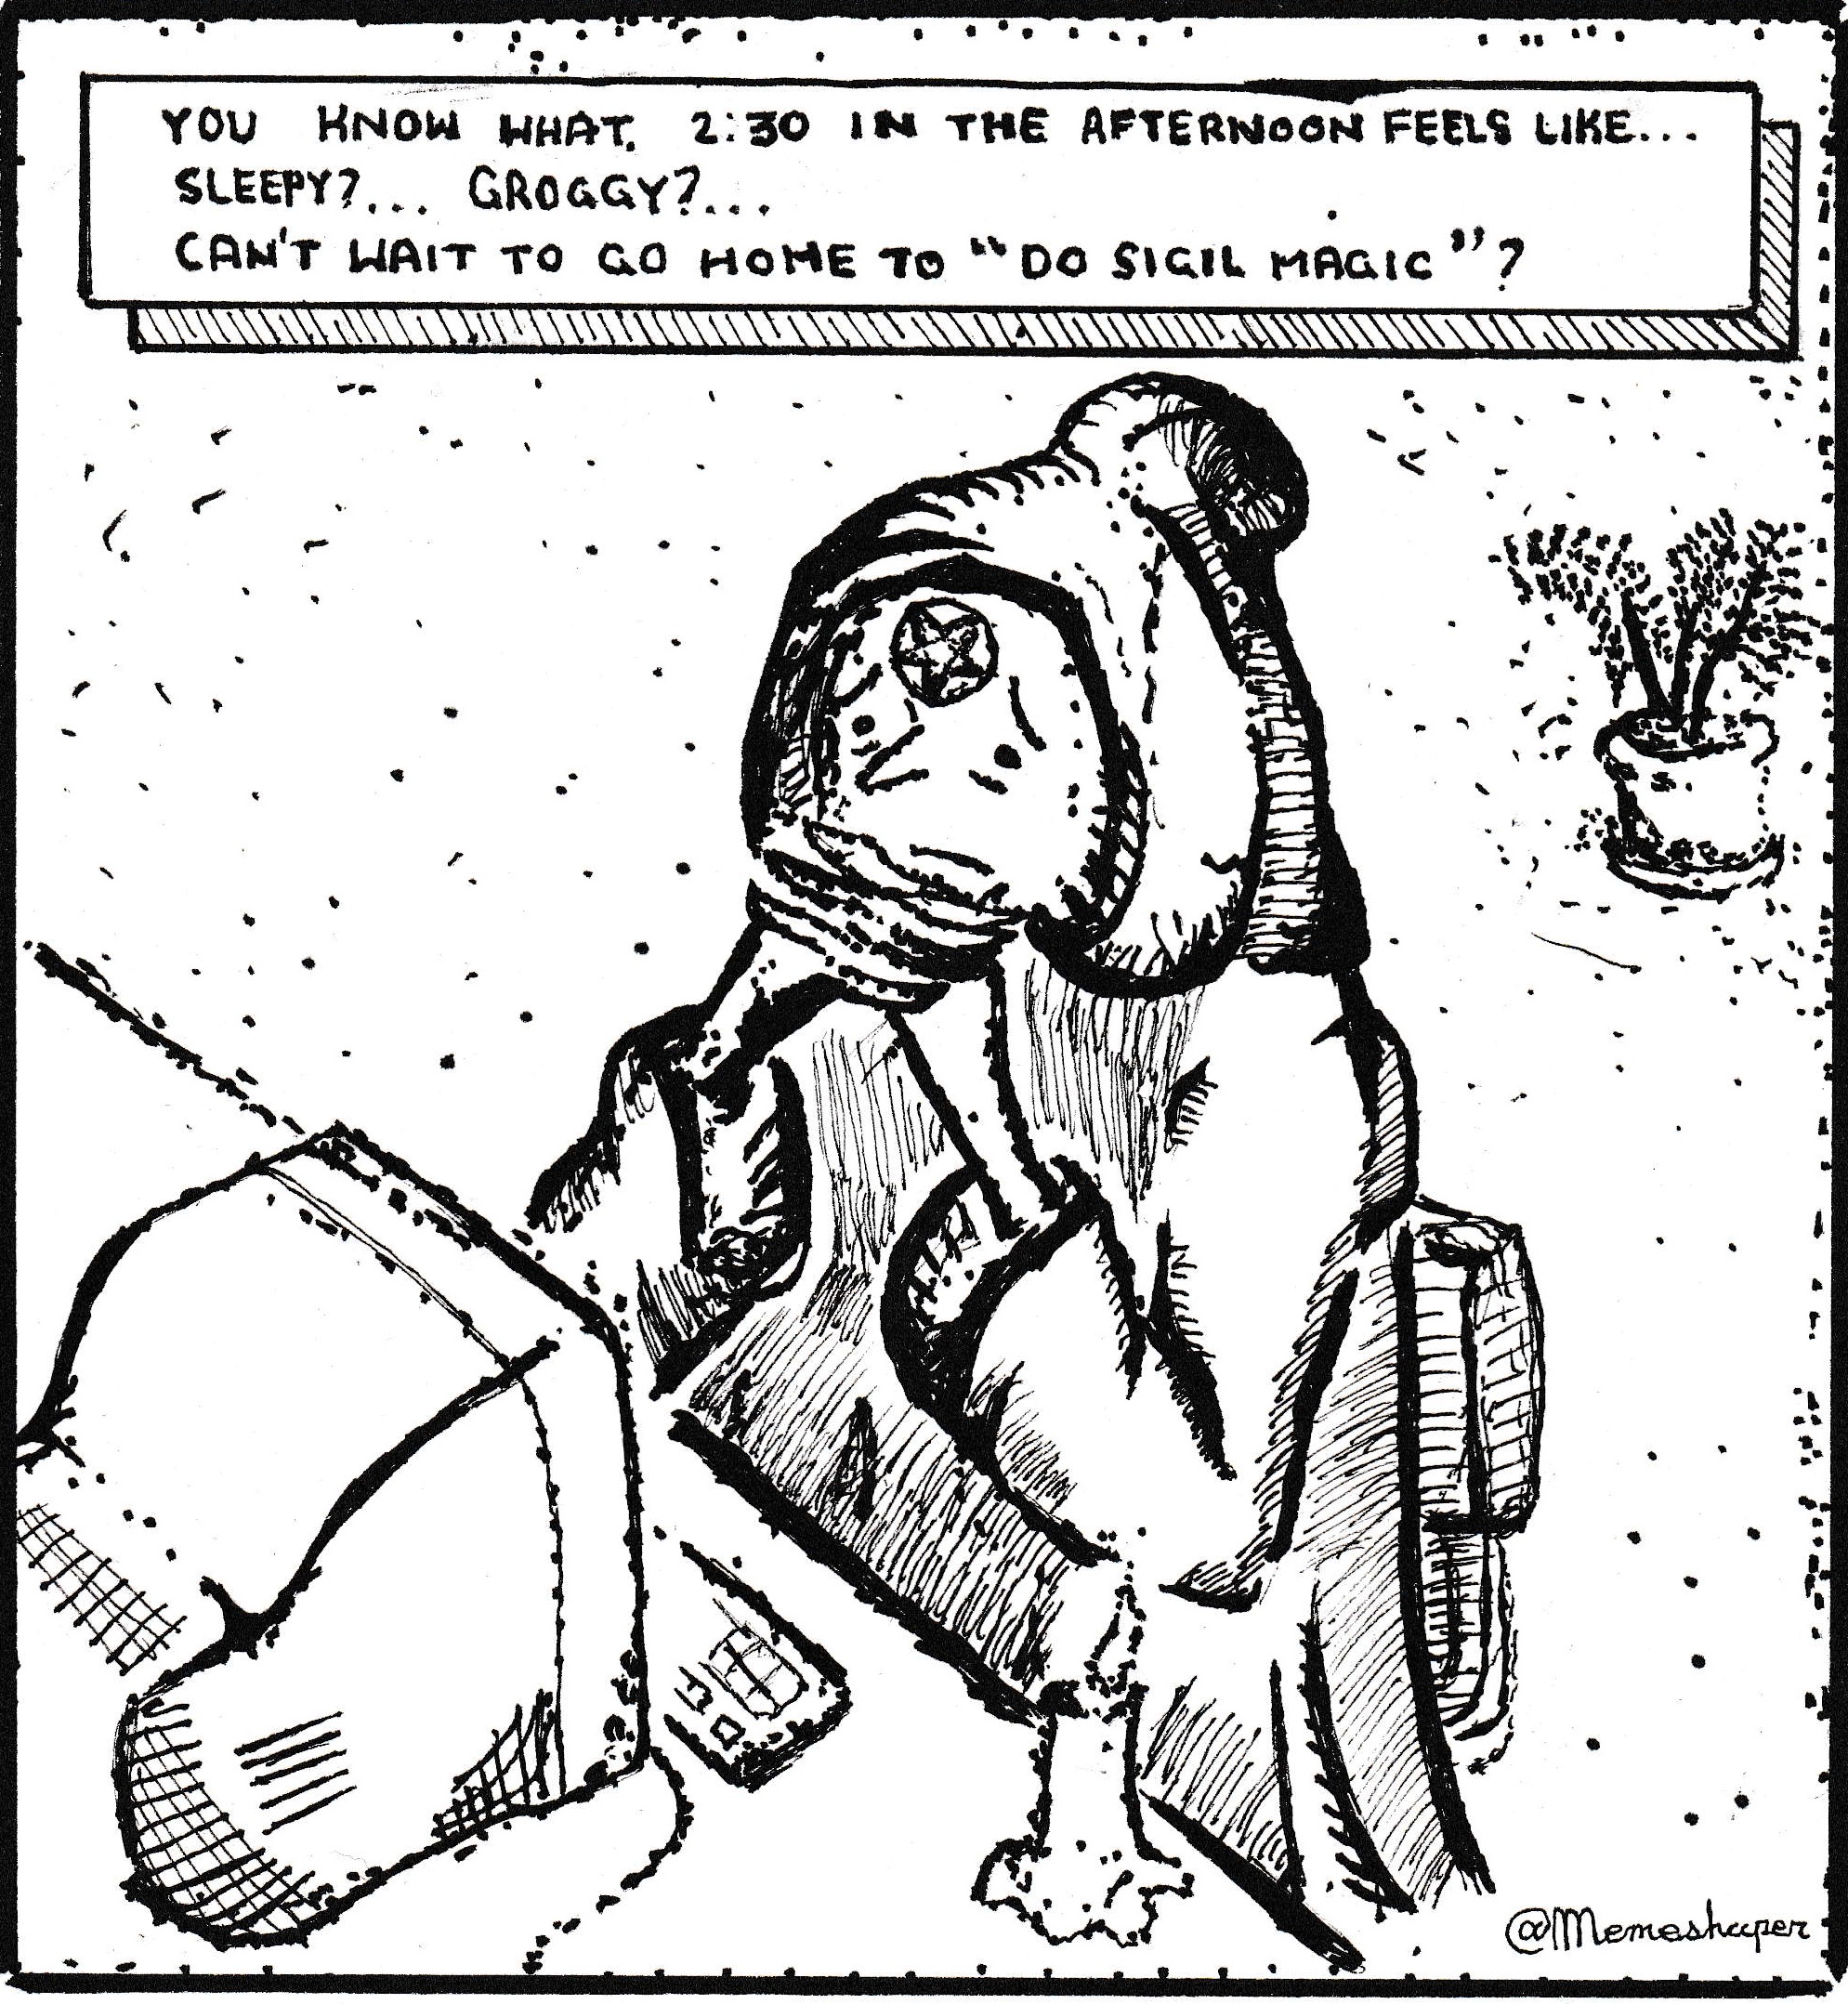 YOU KNOW WHAT. 2:30 IN THE AFTERNOON FEELS LIKE...
SLEEPY?... GROGGY?...
CAN'T WAIT TO GO HOME TO "DO SIGIL MAGIC"?
@Memeshaper